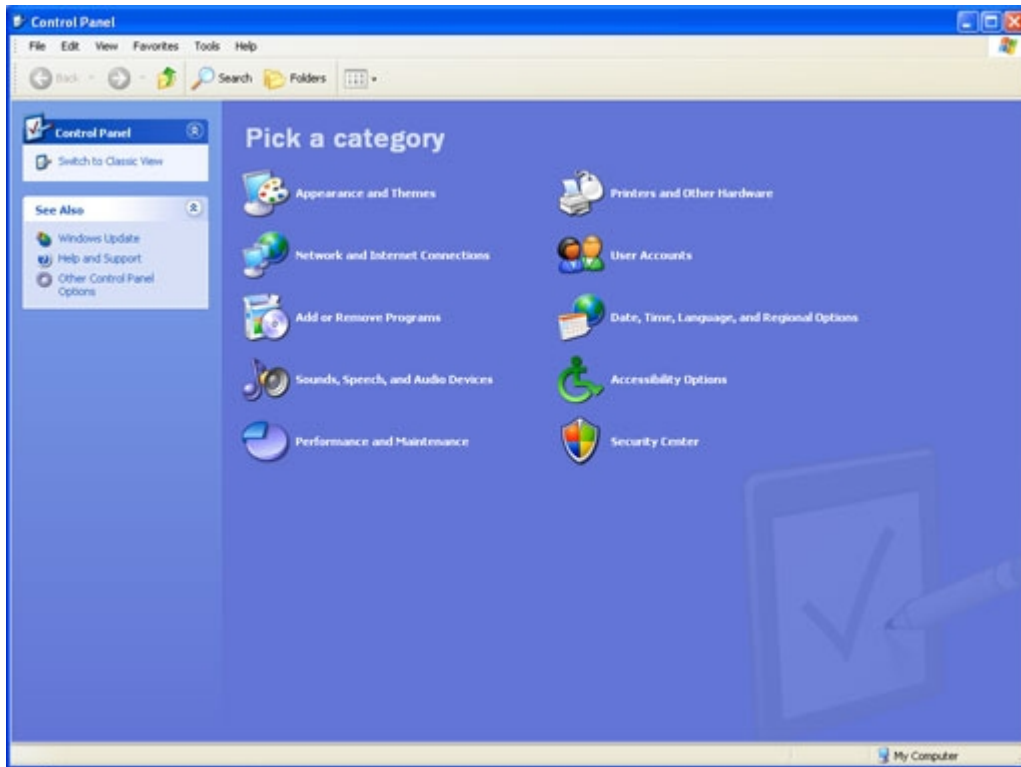 Control Panel
File Edit View Favorites Tools Help
Back Search Folders
Control Panel
Switch to Classic View
See Also
Windows Update
Help and Support
Other Control Panel
Options
Pick a category
Appearance and Themes
Printers and Other Hardware
Network and Internet Connections
User Accounts
Add or Remove Programs
Date, Time, Language, and Regional Options
Sounds, Speech, and Audio Devices
Accessibility Options
Performance and Maintenance
Security Center
My Computer